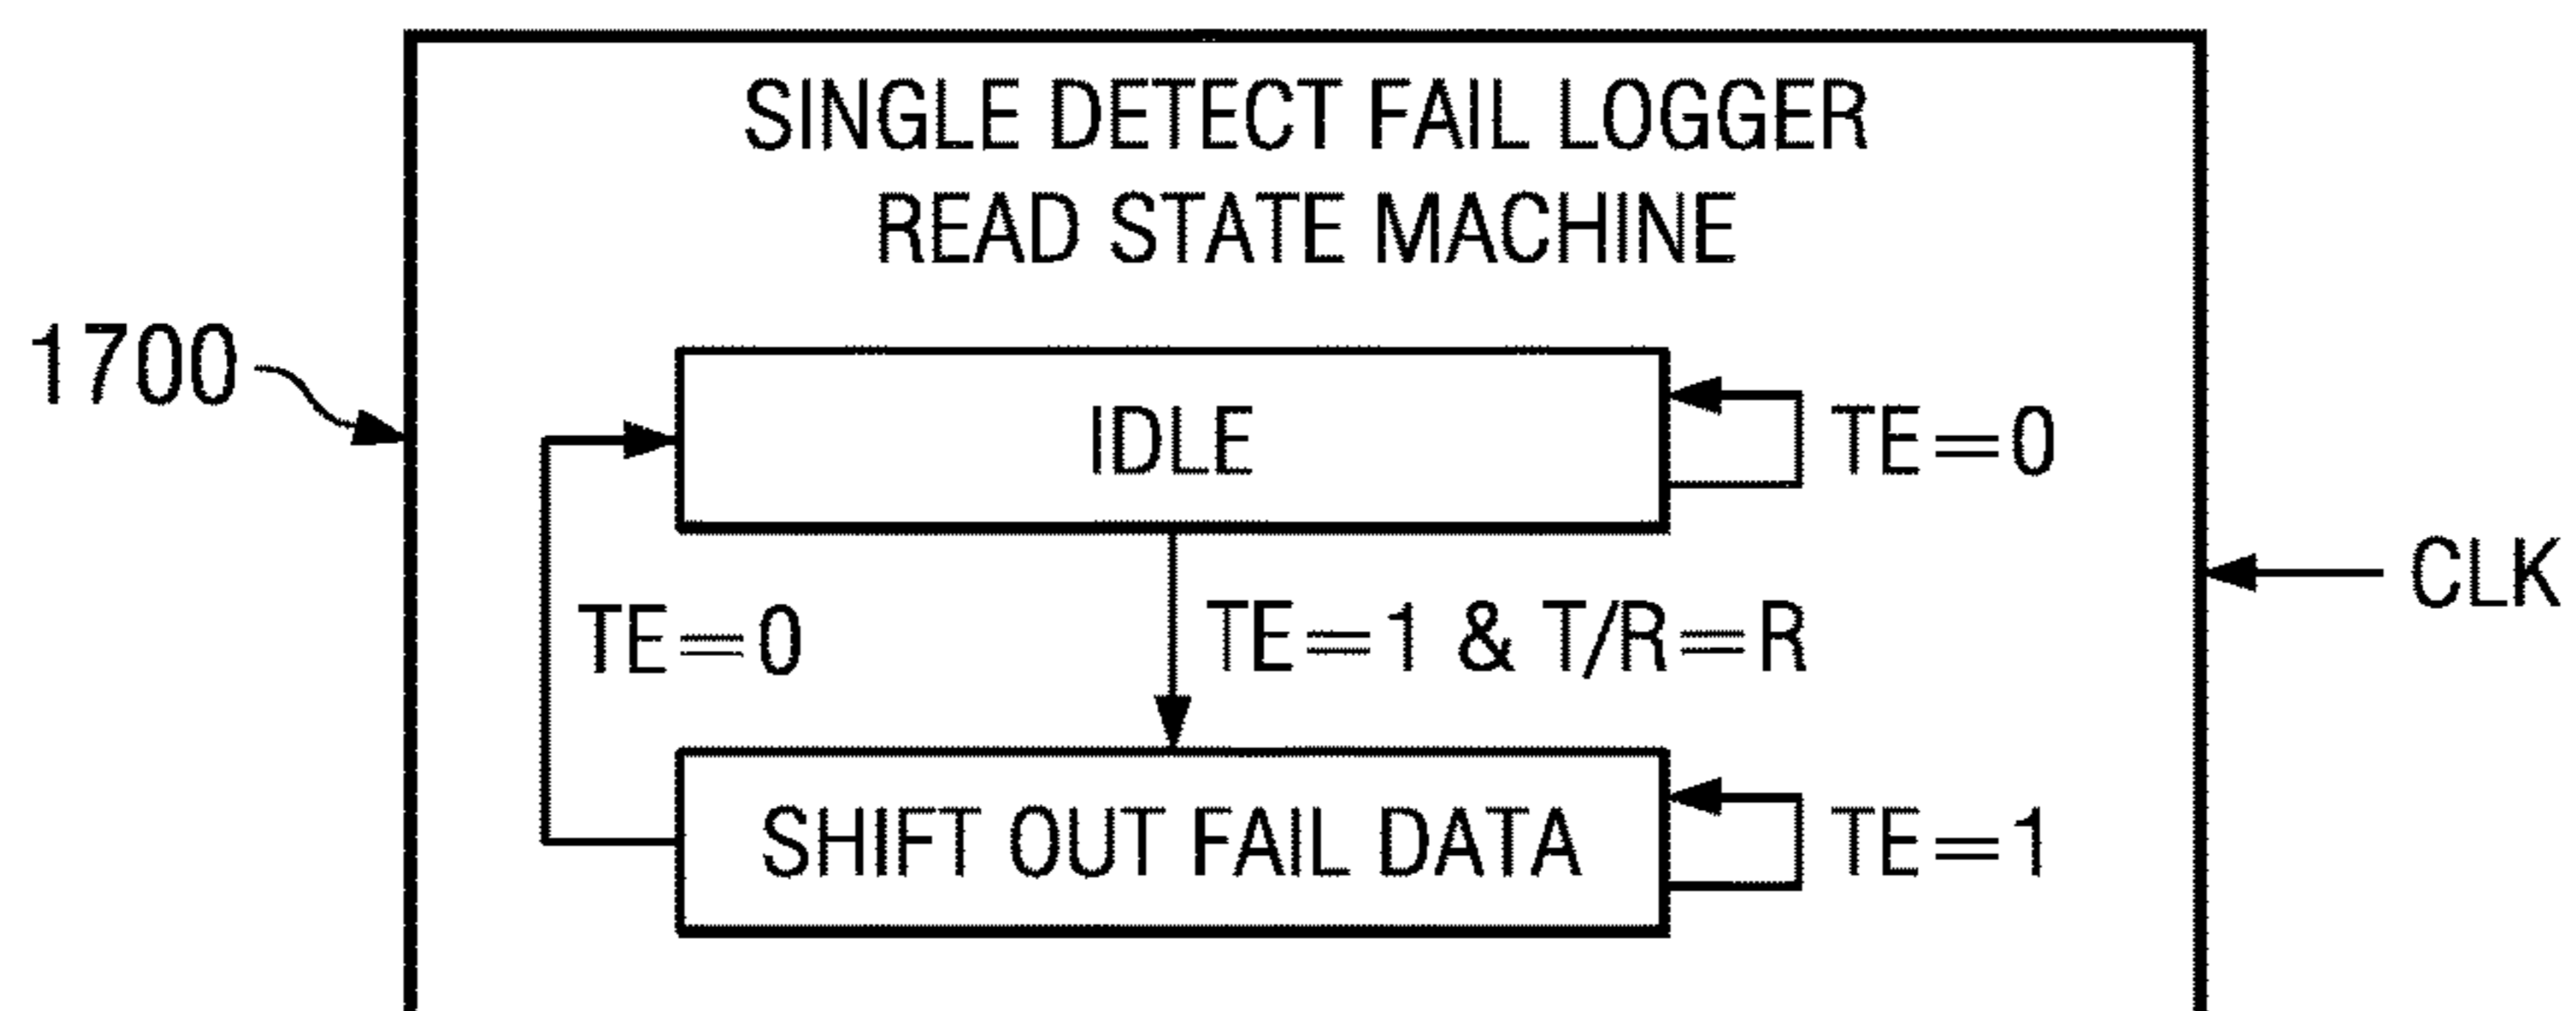 SINGLE DETECT FAIL LOGGER
READ STATE MACHINE
1700
IDLE
TE=0
CLK
TE=0
TE=1 & T/R=R
SHIFT OUT FAIL DATA
TE=1